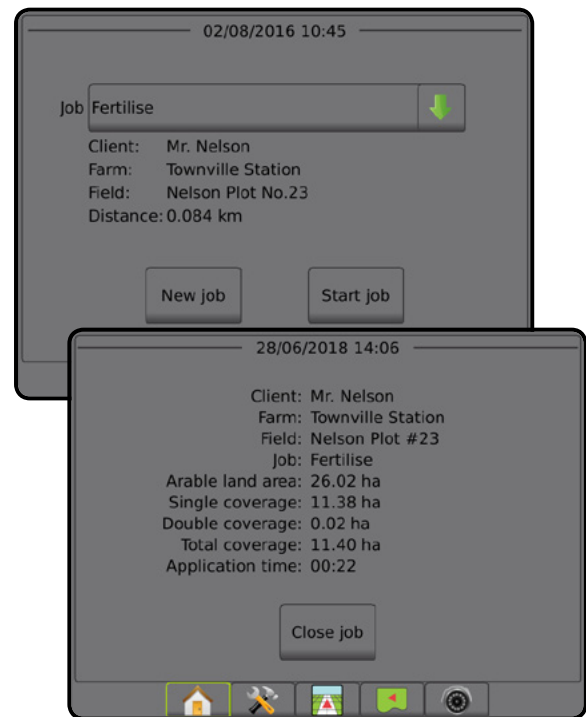 02/08/2016 10:45
Job Fertilise
Client: Mr. Nelson
Farm: Townville Station
Field: Nelson Plot No.23
Distance: 0.084 km
New job Start job
28/06/2018 14:06
Client: Mr. Nelson
Farm: Townville Station
Field: Nelson Plot #23
Job: Fertilise
Arable land area: 26.02 ha
Single coverage: 11.38 ha
Double coverage: 0.02 ha
Total coverage: 11.40 ha
Application time: 00:22
Close job